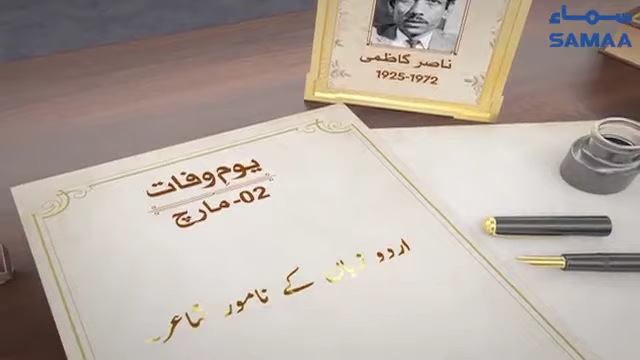 سماء
SAMAA
ناصر کاظمی
1925-1972
یوم وفات
02-مارچ
اردو زبان کے نامور شاعر